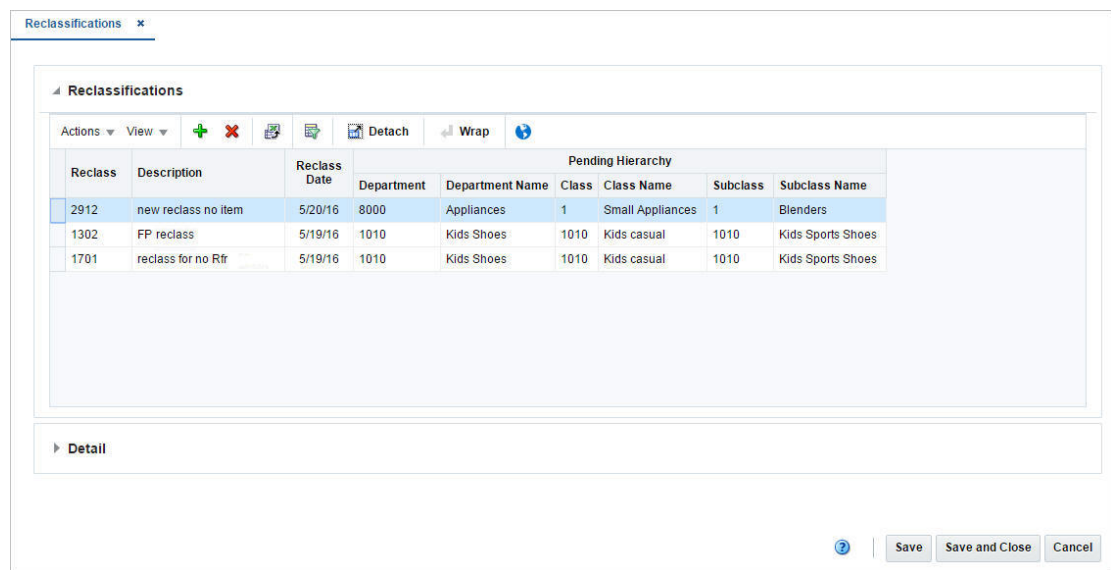 Reclassifications ×
Reclassifications
Actions View Detach Wrap
Pending Hierarchy
Reclass Description Reclass Date Department Department Name Class Class Name Subclass Subclass Name
2912 new reclass no item 5/20/16 8000 Appliances 1 Small Appliances 1 Blenders
1302 FP reclass 5/19/16 1010 Kids Shoes 1010 Kids casual 1010 Kids Sports Shoes
1701 reclass for no Rfr 5/19/16 1010 Kids Shoes 1010 Kids casual 1010 Kids Sports Shoes
Detail
? Save Save and Close Cancel